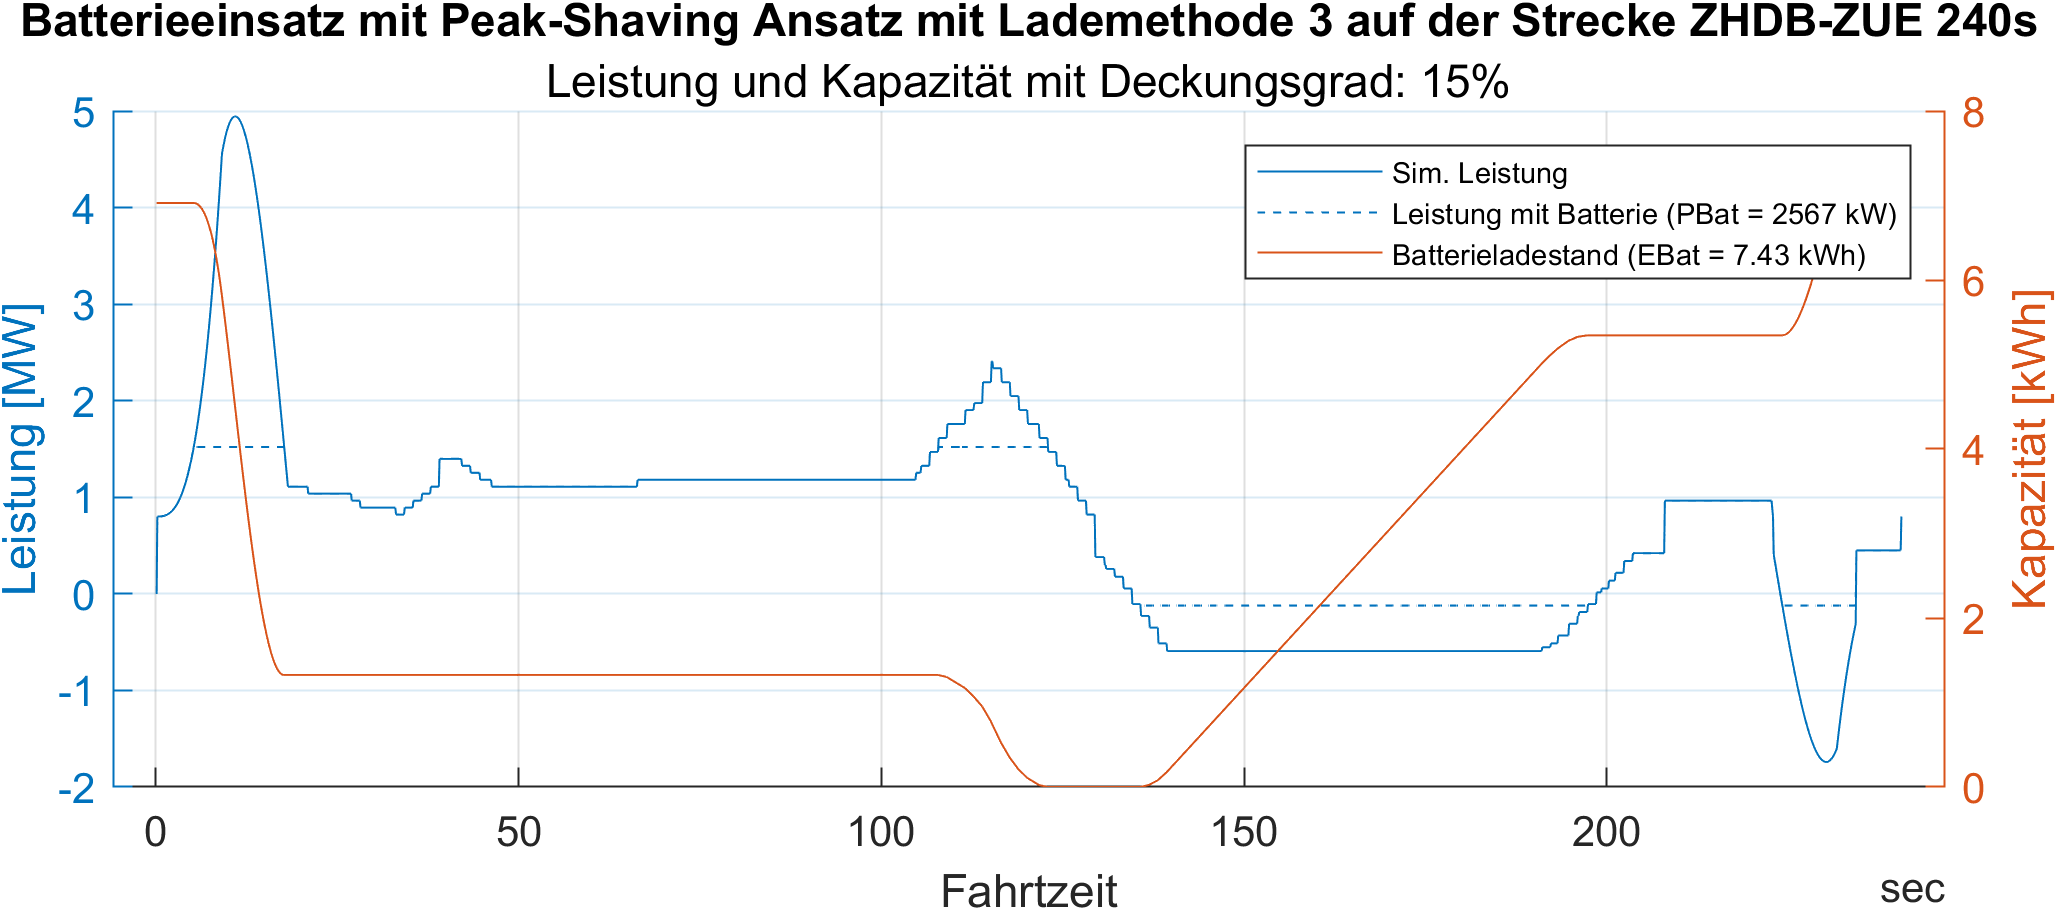 Batterieeinsatz mit Peak-Shaving Ansatz mit Lademethode 3 auf der Strecke ZHDB-ZUE 240s
Leistung und Kapazität mit Deckungsgrad: 15%
Leistung [MW]
5
4
3
2
1
0
-1
-2
Sim. Leistung
Leistung mit Batterie (PBat = 2567 kW)
Batterieladestand (EBat = 7.43 kWh)
8
6
4
2
0
Kapazität [kWh]
0 50 100 150 200
Fahrtzeit
sec